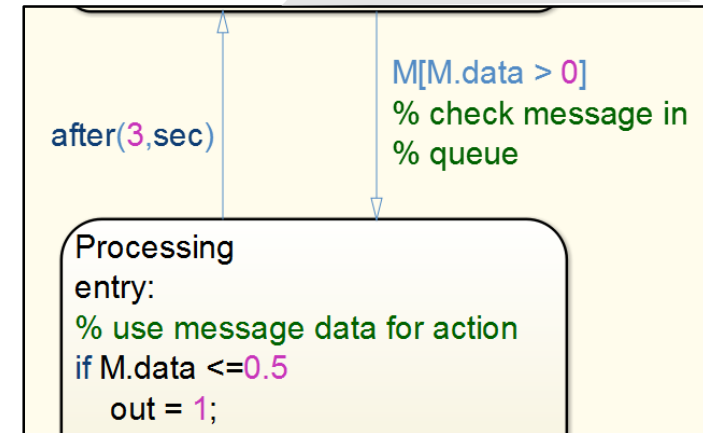 M[M.data > 0]
% check message in
% queue
after(3,sec)
Processing
entry:
% use message data for action
if M.data <=0.5
out = 1;